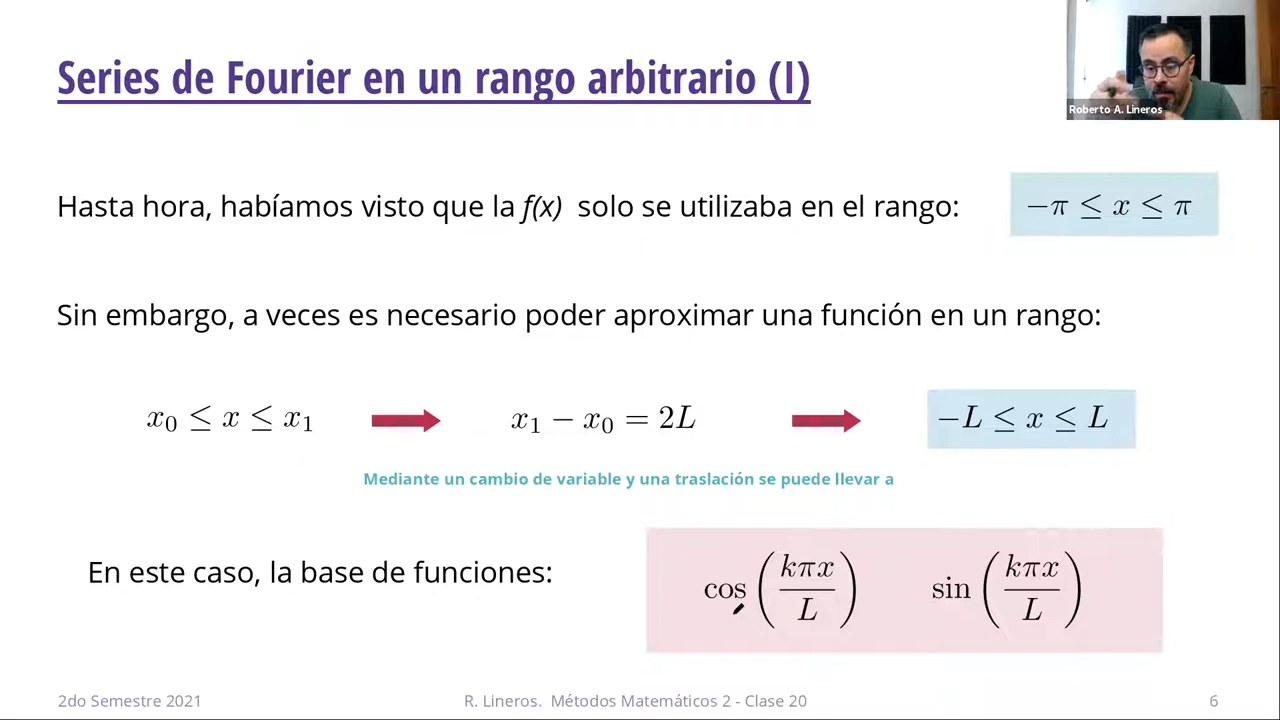 Series de Fourier en un rango arbitrario (I)
Roberto A. Lineros
Hasta hora, habíamos visto que la f(x) solo se utilizaba en el rango: −π ≤ x ≤ π
Sin embargo, a veces es necesario poder aproximar una función en un rango:
x₀ ≤ x ≤ x₁ x₁ − x₀ = 2L −L ≤ x ≤ L
Mediante un cambio de variable y una traslación se puede llevar a
En este caso, la base de funciones: cos(kπx/L) sin(kπx/L)
2do Semestre 2021 R. Lineros. Métodos Matemáticos 2 - Clase 20 6